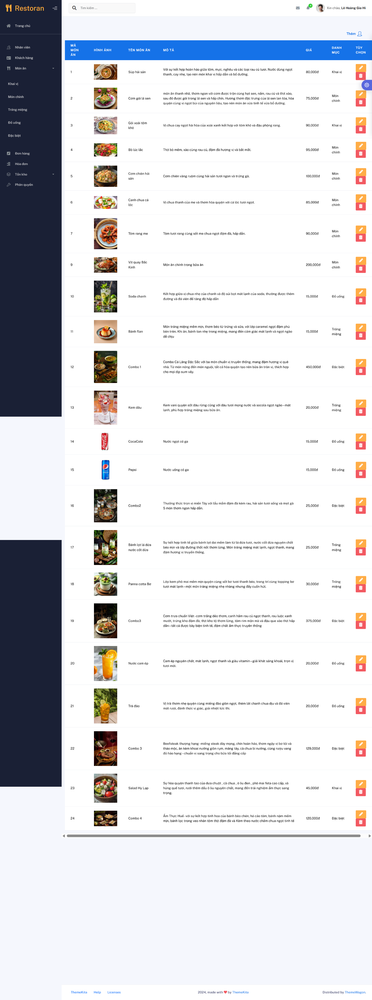 Restoran
Tìm kiếm ...
4
Xin chào, Lê Hoàng Gia Hi
Trang chủ
Nhân viên
Khách hàng
Món ăn
Khai vị
Món chính
Tráng miệng
Đồ uống
Đặc biệt
Đơn hàng
Hóa đơn
Tồn kho
Phân quyền
Thêm
MÃ
MÓN
ĂN
HÌNH ẢNH
TÊN MÓN ĂN
MÔ TẢ
GIÁ
DANH
MỤC
TÙY
CHỌN
1
Súp hải sản
Với sự kết hợp hoàn hảo giữa tôm, mực, nghêu và các loại rau củ tươi. Nước dùng ngọt
thanh, cay nhẹ, tạo nên món khai vị hấp dẫn và bổ dưỡng.
80,000đ
Khai vị
2
Cơm gói lá sen
món ăn thanh nhã, thơm ngon với cơm được trộn cùng hạt sen, nấm, rau củ và thịt xào,
sau đó được gói trong lá sen và hấp chín. Hương thơm đặc trưng của lá sen lan tỏa, hòa
quyện cùng vị ngọt bùi của nguyên liệu, tạo nên món ăn vừa tinh tế vừa bổ dưỡng.
75,000đ
Món
chính
3
Gỏi xoài tôm
khô
Vị chua cay ngọt hài hòa của xoài xanh kết hợp với tôm khô và đậu phộng rang.
90,000đ
Khai vị
4
Bò lúc lắc
Thịt bò mềm, xào cùng rau củ, đậm đà hương vị và bắt mắt.
95,000đ
Món
chính
5
Cơm chiên hải
sản
Cơm chiên vàng ruộm cùng hải sản tươi ngon và trứng gà.
100,000đ
Món
chính
6
Canh chua cá
lóc
Vị chua thanh của me và thơm hòa quyện với cá lóc tươi ngọt.
85,000đ
Món
chính
7
Tôm rang me
Tôm tươi rang cùng sốt me chua ngọt đậm đà, hấp dẫn.
90,000đ
Món
chính
9
Vịt quay Bắc
Kinh
Món ăn chính trong bữa ăn
200,000đ
Món
chính
10
Soda chanh
Kết hợp giữa vị chua nhẹ của chanh và độ sủi bọt mát lạnh của soda, thường được thêm
đường và đá viên để tăng độ hấp dẫn
15,000đ
Đồ uống
11
Bánh flan
Món tráng miệng mềm mịn, thơm béo từ trứng và sữa, với lớp caramel ngọt đậm phủ
bên trên. Khi ăn, bánh tan nhẹ trong miệng, mang đến cảm giác mát lạnh và ngọt ngào
dễ chịu
15,000đ
Tráng
miệng
12
Combo 1
Combo Cá Lăng Đặc Sắc với ba món chuẩn vị truyền thống, mang đậm hương vị quê
nhà. Từ món nóng đến món nguội, tất cả hòa quyện tạo nên bữa ăn tròn vị, thích hợp
cho mọi dịp sum vầy.
450,000đ
Đặc biệt
13
Kem dâu
Kem vani quyện sốt dâu rừng cùng với dâu tươi mọng nước và socola ngọt ngào – mát
lạnh, phù hợp tráng miệng sau bữa ăn.
20,000đ
Tráng
miệng
14
CocaCola
Nước ngọt có ga
15,000đ
Đồ uống
15
pepsi
Pepsi
Nước uống có ga
15,000đ
Đồ uống
16
Combo2
Thưởng thức trọn vị miền Tây với lẩu mắm đậm đà kèm rau, hải sản tươi sống và mẹt gà
5 món thơm ngon hấp dẫn.
25,000đ
Đặc biệt
17
Bánh lọt lá dứa
nước cốt dừa
Sự kết hợp tinh tế giữa bánh lọt dai mềm làm từ lá dứa tươi, nước cốt dừa nguyên chất
béo mịn và lớp đường thốt nốt thơm lừng. Món tráng miệng mát lạnh, ngọt thanh, mang
đậm hương vị truyền thống.
25,000đ
Tráng
miệng
18
Panna cotta Bơ
Lớp kem phô mai mềm mịn quyện cùng sốt bơ tươi thanh béo, trang trí cùng topping bơ
tươi mát lạnh – một món tráng miệng nhẹ nhàng nhưng đầy cuốn hút.
30,000đ
Tráng
miệng
19
Combo3
Cơm trưa chuẩn Việt - cơm trắng dẻo thơm, canh hầm rau củ ngọt thanh, rau luộc xanh
mướt, trứng kho đậm đà, thịt kho tộ thơm lừng, tôm rim mặn mà và đậu que xào thịt hấp
dẫn – tất cả được bày biện tinh tế, đậm chất ẩm thực truyền thống
375,000đ
Đặc biệt
20
Nước cam ép
Cam ép nguyên chất, mát lạnh, ngọt thanh và giàu vitamin – giải khát sảng khoái, trọn vị
tươi mới.
20,000đ
Đồ uống
21
Trà đào
Vị trà thơm nhẹ quyện cùng miếng đào giòn ngọt, thêm lát chanh chua dịu và đá viên
mát rượi, đánh thức vị giác, giải nhiệt tức thì.
20,000đ
Đồ uống
22
Combo 3
Beefsteak thượng hạng - miếng steak dày mọng, chín hoàn hảo, thơm ngậy vị bơ tỏi và
thảo mộc, ăn kèm khoai nướng giòn rụm, măng tây, cà chua bi nướng, cùng rượu vang
đỏ hảo hạng – chuẩn vị sang trọng cho bữa tối đẳng cấp
129,000đ
Đặc biệt
23
Salad Hy Lạp
Sự hòa quyện thanh tao của dưa chuột , cà chua , ô liu đen , phô mai feta cao cấp, và
húng quế tươi, rưới thêm dầu ô liu nguyên chất, mang đến trải nghiệm ẩm thực sang
trọng.
45,000đ
Khai vị
24
Combo 4
Ẩm Thực Huế - với sự kết hợp tinh hoa của bánh bèo chén, há cảo tôm, bánh nậm mềm
mịn, bánh lọc trong veo nhân tôm thịt đậm đà và Kèm theo nước chấm chua ngọt tinh tế
120,000đ
Đặc biệt
ThemeKita
Help
Licenses
2024, made with
by ThemeKita
Distributed by ThemeWagon.